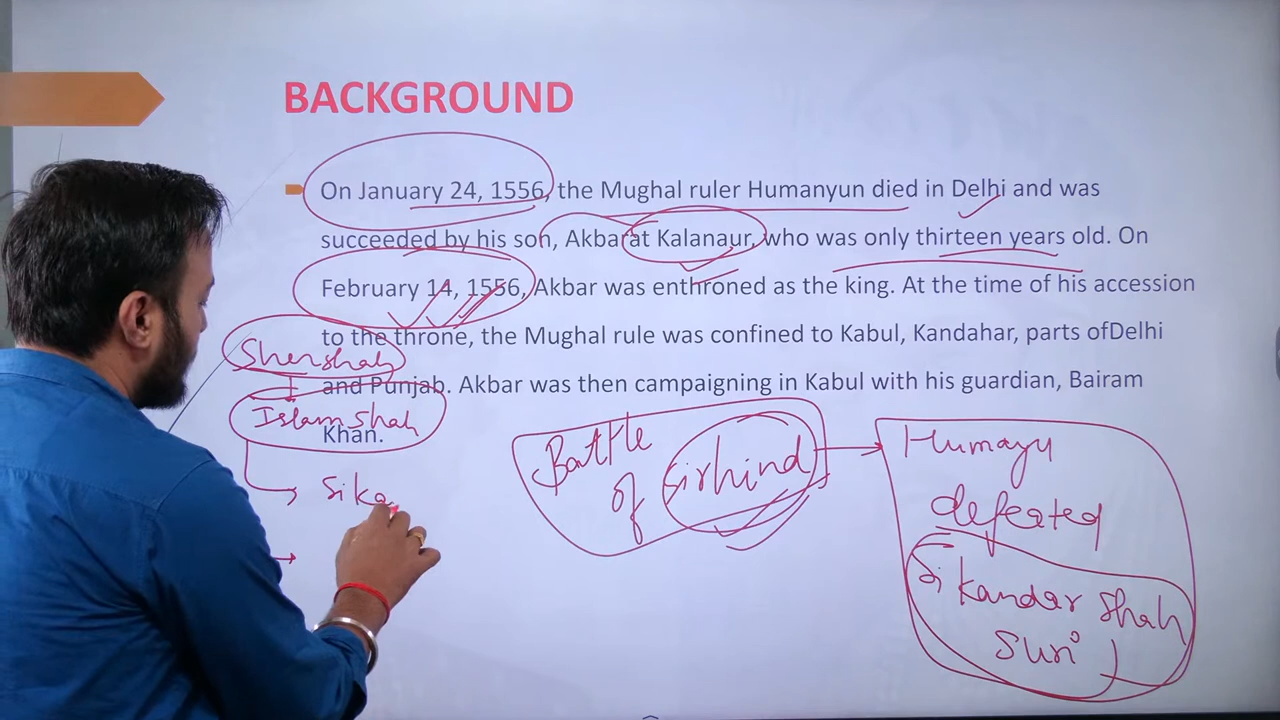 BACKGROUND
On January 24, 1556, the Mughal ruler Humanyun died in Delhi and was
succeeded by his son, Akbar at Kalanaur, who was only thirteen years old. On
February 14, 1556, Akbar was enthroned as the king. At the time of his accession
to the throne, the Mughal rule was confined to Kabul, Kandahar, parts ofDelhi
and Punjab. Akbar was then campaigning in Kabul with his guardian, Bairam
Khan.
Shershah
Islam Shah
Sika
Battle
of Sirhind
Humayu
defeated
Sikandar Shah
Suri